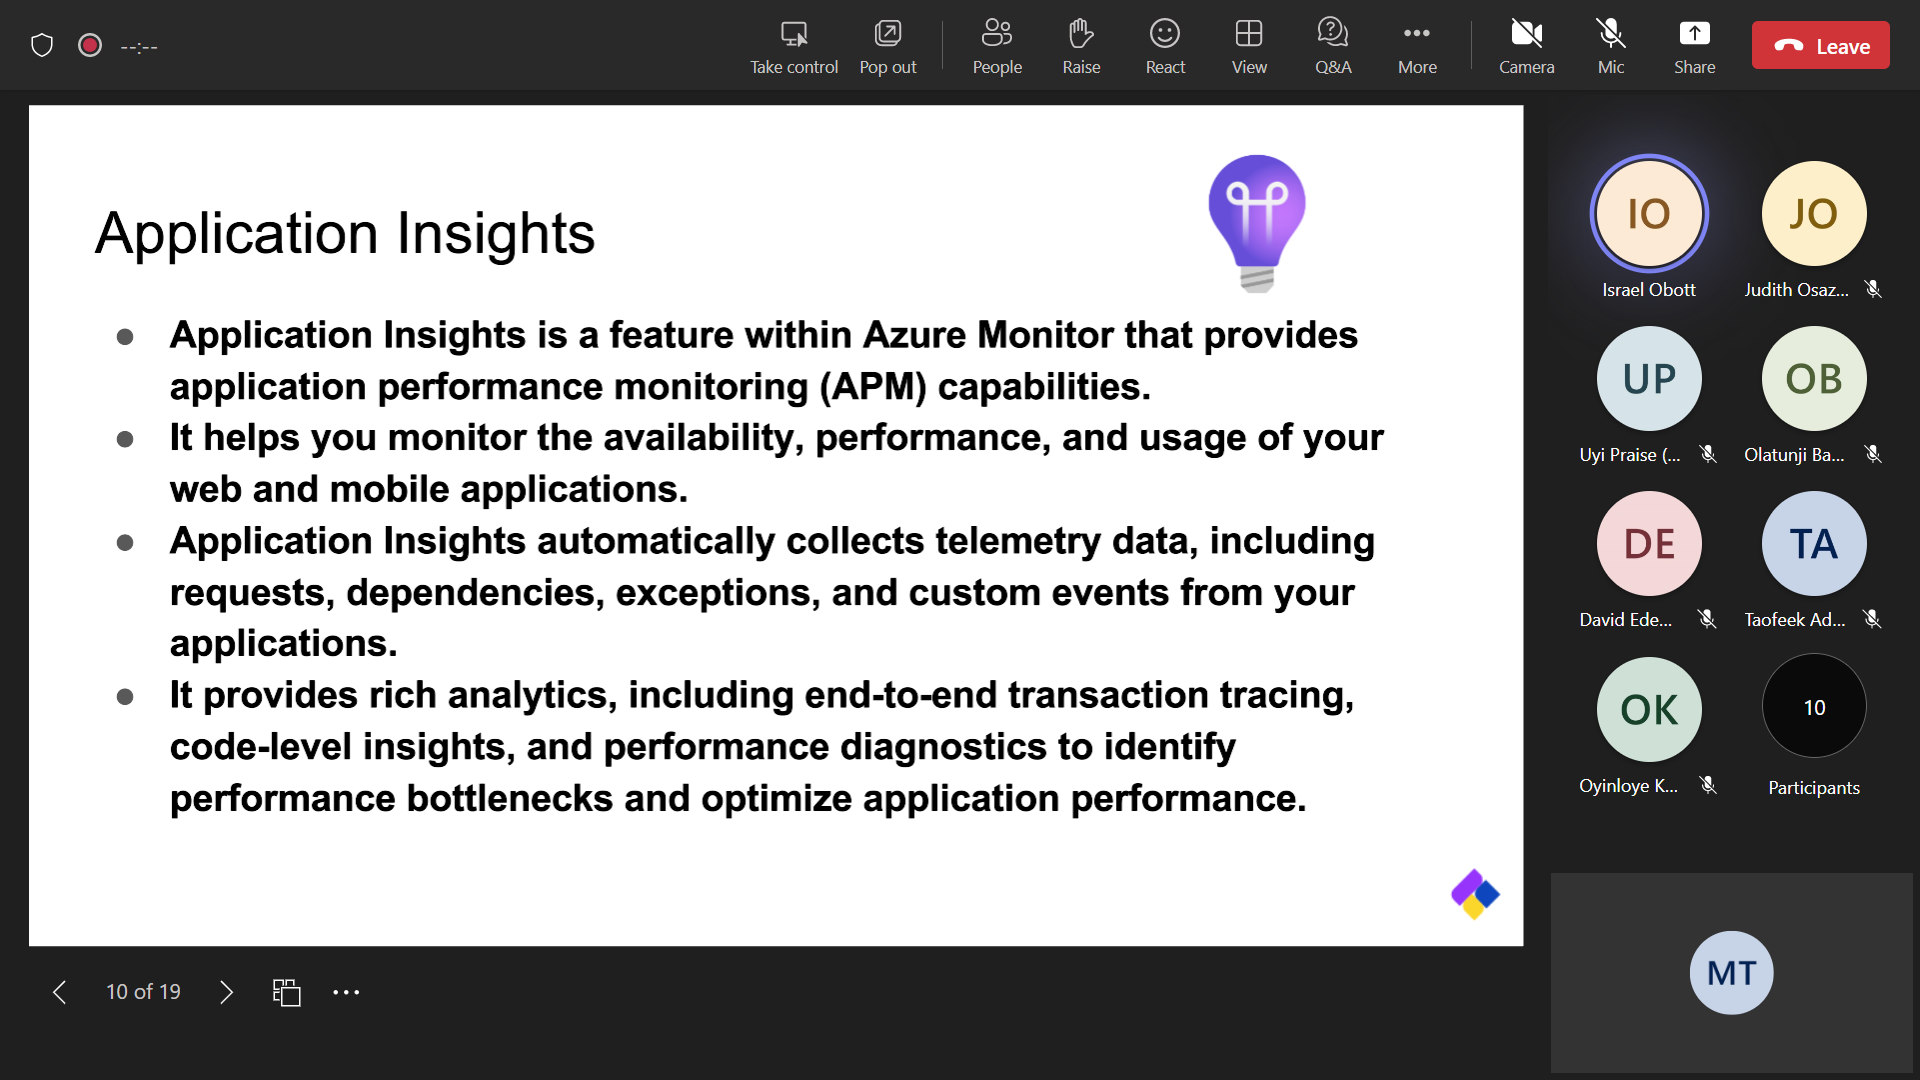 --:--
Take control
Pop out
People
Raise
React
View
Q&A
More
Camera
Mic
Share
Leave
Application Insights
● Application Insights is a feature within Azure Monitor that provides
application performance monitoring (APM) capabilities.
● It helps you monitor the availability, performance, and usage of your
web and mobile applications.
● Application Insights automatically collects telemetry data, including
requests, dependencies, exceptions, and custom events from your
applications.
● It provides rich analytics, including end-to-end transaction tracing,
code-level insights, and performance diagnostics to identify
performance bottlenecks and optimize application performance.
10 of 19
IO
Israel Obott
JO
Judith Osaz...
UP
Uyi Praise (...
OB
Olatunji Ba...
DE
David Ede...
TA
Taofeek Ad...
OK
Oyinloye K...
10
Participants
MT